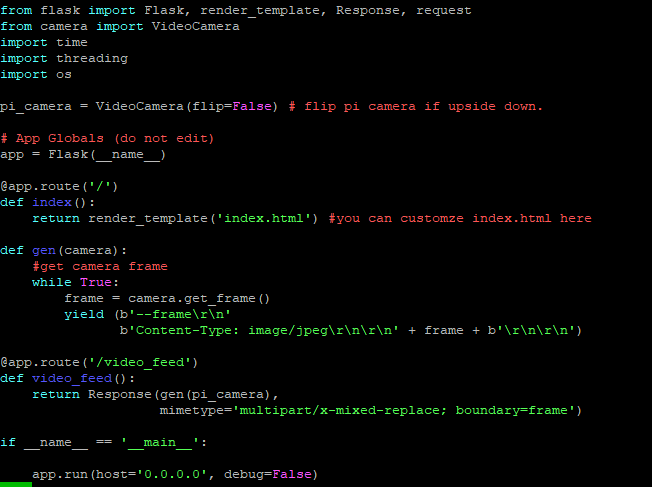 from flask import Flask, render_template, Response, request
from camera import VideoCamera
import time
import threading
import os

pi_camera = VideoCamera(flip=False) # flip pi camera if upside down.

# App Globals (do not edit)
app = Flask(__name__)

@app.route('/')
def index():
    return render_template('index.html') #you can customze index.html here

def gen(camera):
    #get camera frame
    while True:
        frame = camera.get_frame()
        yield (b'--frame\r\n'
               b'Content-Type: image/jpeg\r\n\r\n' + frame + b'\r\n\r\n')

@app.route('/video_feed')
def video_feed():
    return Response(gen(pi_camera),
                    mimetype='multipart/x-mixed-replace; boundary=frame')

if __name__ == '__main__':

    app.run(host='0.0.0.0', debug=False)